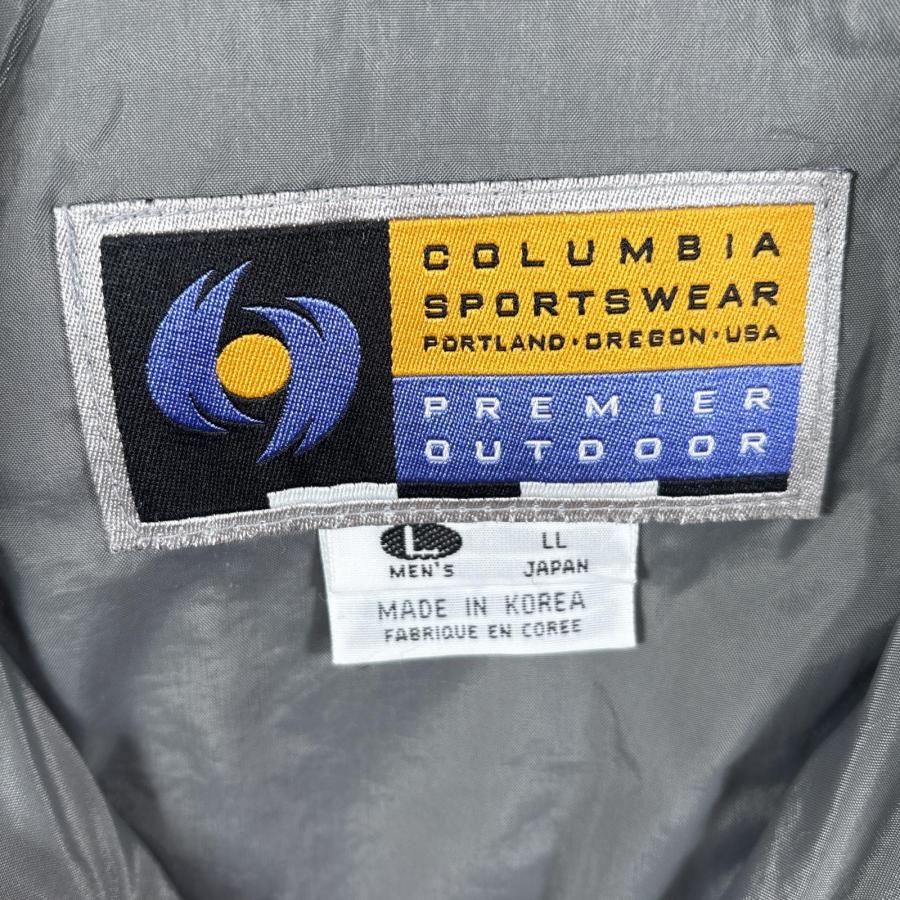 COLUMBIA
SPORTSWEAR
PORTLAND·OREGON·USA
PREMIER
OUTDOOR
L LL
MEN'S JAPAN
MADE IN KOREA
FABRIQUE EN COREE